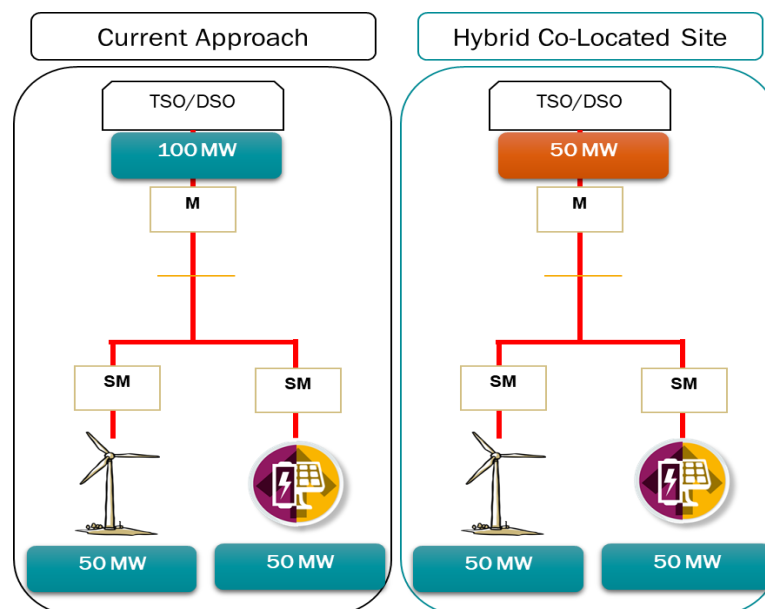 Current Approach
TSO/DSO
100 MW
M
SM
SM
50 MW
50 MW
Hybrid Co-Located Site
TSO/DSO
50 MW
M
SM
SM
50 MW
50 MW